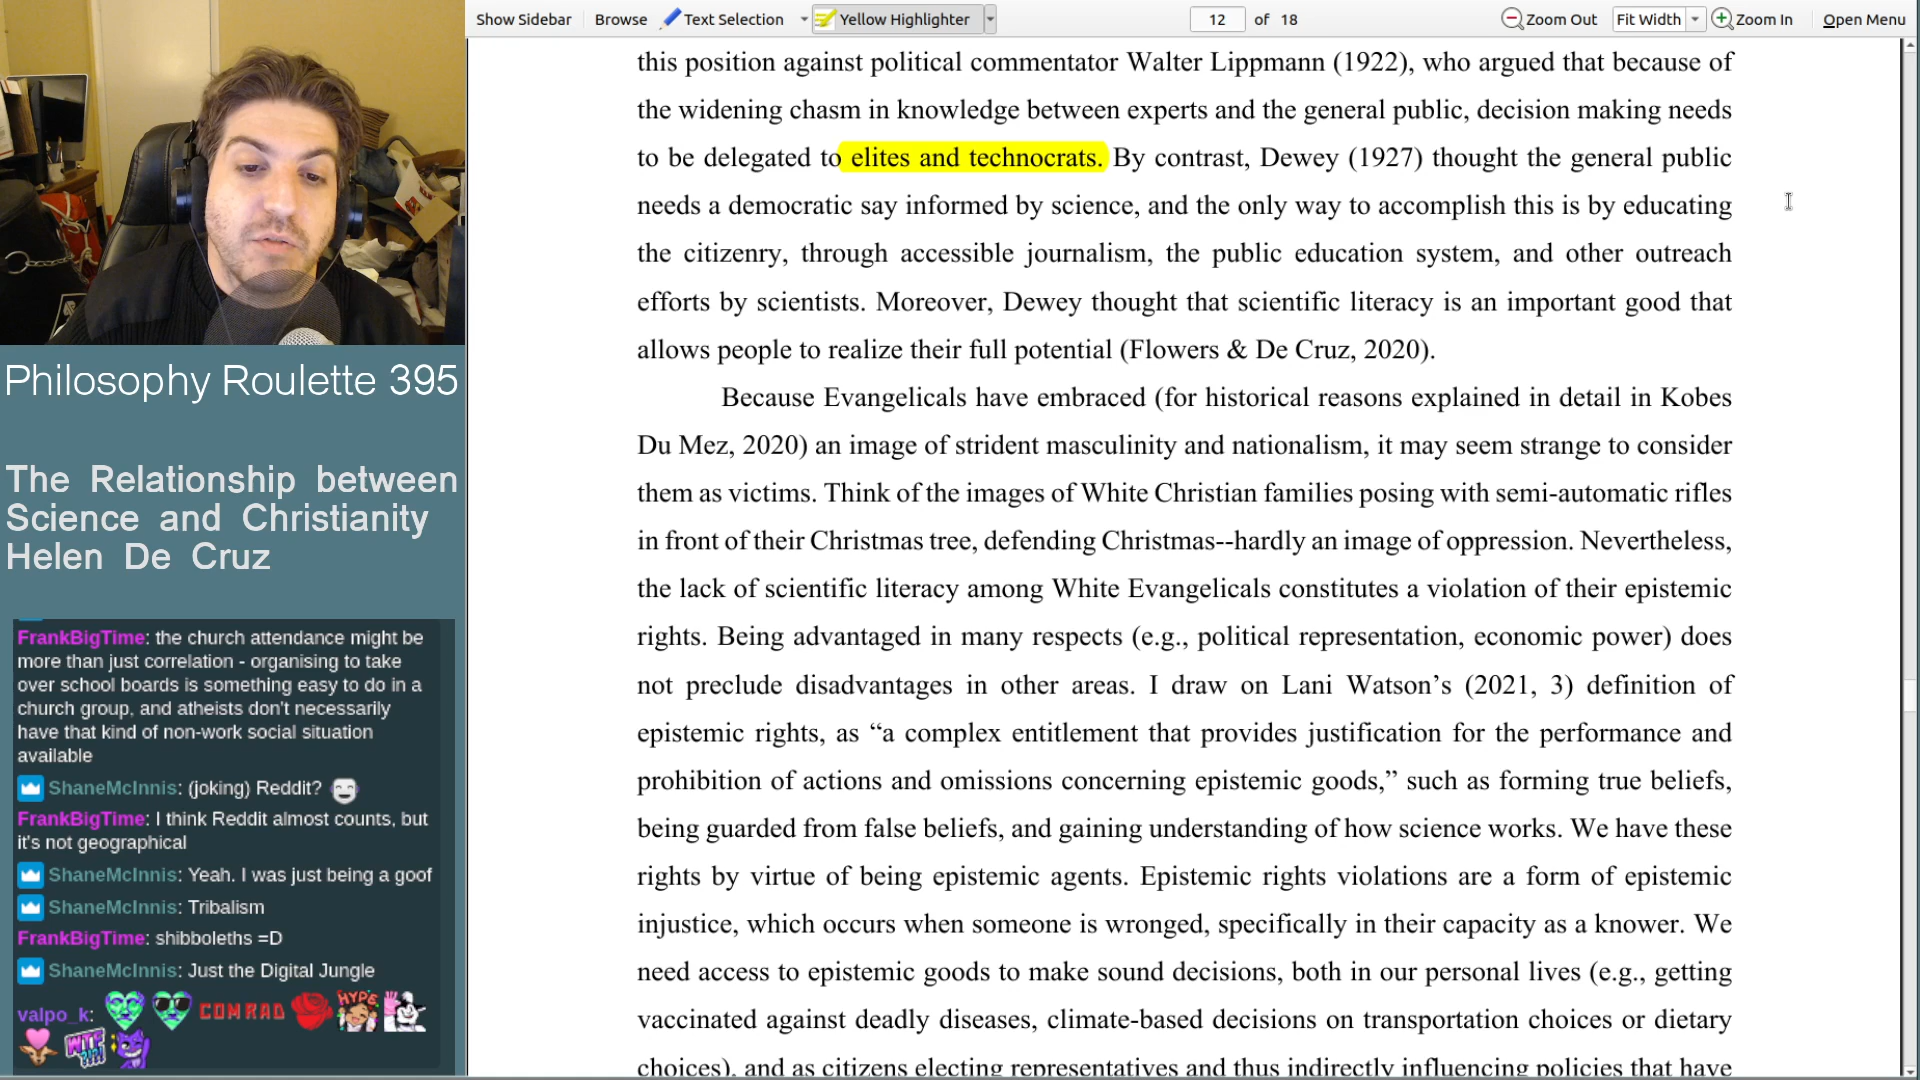 Show Sidebar Browse Text Selection Yellow Highlighter 12 of 18 Zoom Out Fit Width Zoom In Open Menu
this position against political commentator Walter Lippmann (1922), who argued that because of
the widening chasm in knowledge between experts and the general public, decision making needs
to be delegated to elites and technocrats. By contrast, Dewey (1927) thought the general public
needs a democratic say informed by science, and the only way to accomplish this is by educating
the citizenry, through accessible journalism, the public education system, and other outreach
efforts by scientists. Moreover, Dewey thought that scientific literacy is an important good that
allows people to realize their full potential (Flowers & De Cruz, 2020).
Because Evangelicals have embraced (for historical reasons explained in detail in Kobes
Du Mez, 2020) an image of strident masculinity and nationalism, it may seem strange to consider
them as victims. Think of the images of White Christian families posing with semi-automatic rifles
in front of their Christmas tree, defending Christmas--hardly an image of oppression. Nevertheless,
the lack of scientific literacy among White Evangelicals constitutes a violation of their epistemic
rights. Being advantaged in many respects (e.g., political representation, economic power) does
not preclude disadvantages in other areas. I draw on Lani Watson’s (2021, 3) definition of
epistemic rights, as “a complex entitlement that provides justification for the performance and
prohibition of actions and omissions concerning epistemic goods,” such as forming true beliefs,
being guarded from false beliefs, and gaining understanding of how science works. We have these
rights by virtue of being epistemic agents. Epistemic rights violations are a form of epistemic
injustice, which occurs when someone is wronged, specifically in their capacity as a knower. We
need access to epistemic goods to make sound decisions, both in our personal lives (e.g., getting
vaccinated against deadly diseases, climate-based decisions on transportation choices or dietary
choices), and as citizens electing representatives and thus indirectly influencing policies that have
Philosophy Roulette 395
The Relationship between
Science and Christianity
Helen De Cruz
FrankBigTime: the church attendance might be
more than just correlation - organising to take
over school boards is something easy to do in a
church group, and atheists don't necessarily
have that kind of non-work social situation
available
ShaneMcInnis: (joking) Reddit?
FrankBigTime: I think Reddit almost counts, but
it's not geographical
ShaneMcInnis: Yeah. I was just being a goof
ShaneMcInnis: Tribalism
FrankBigTime: shibboleths =D
ShaneMcInnis: Just the Digital Jungle
valpo_k: COMRAD HYPE
WTF ?!?!